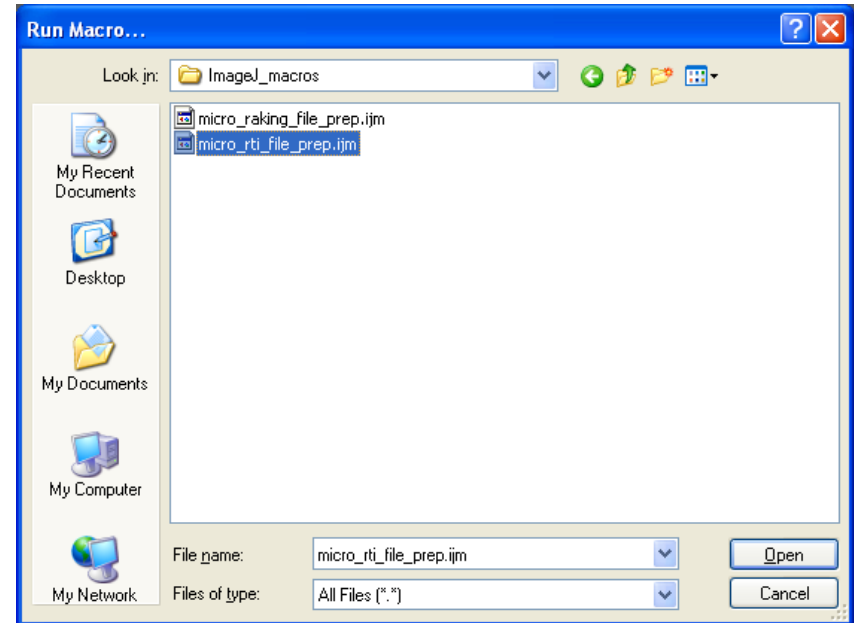 Run Macro...
Look in: ImageJ_macros
micro_raking_file_prep.ijm
micro_rti_file_prep.ijm
My Recent
Documents
Desktop
My Documents
My Computer
My Network
File name: micro_rti_file_prep.ijm Open
Files of type: All Files (*.*) Cancel